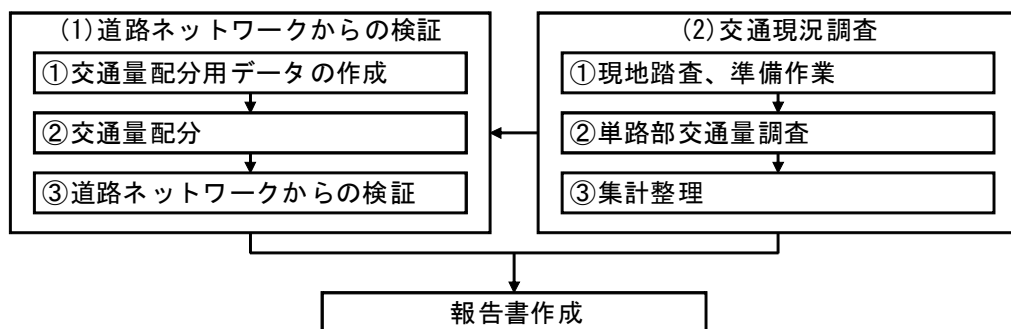 (1)道路ネットワークからの検証
①交通量配分用データの作成
②交通量配分
③道路ネットワークからの検証
(2)交通現況調査
①現地踏査、準備作業
②単路部交通量調査
③集計整理
報告書作成